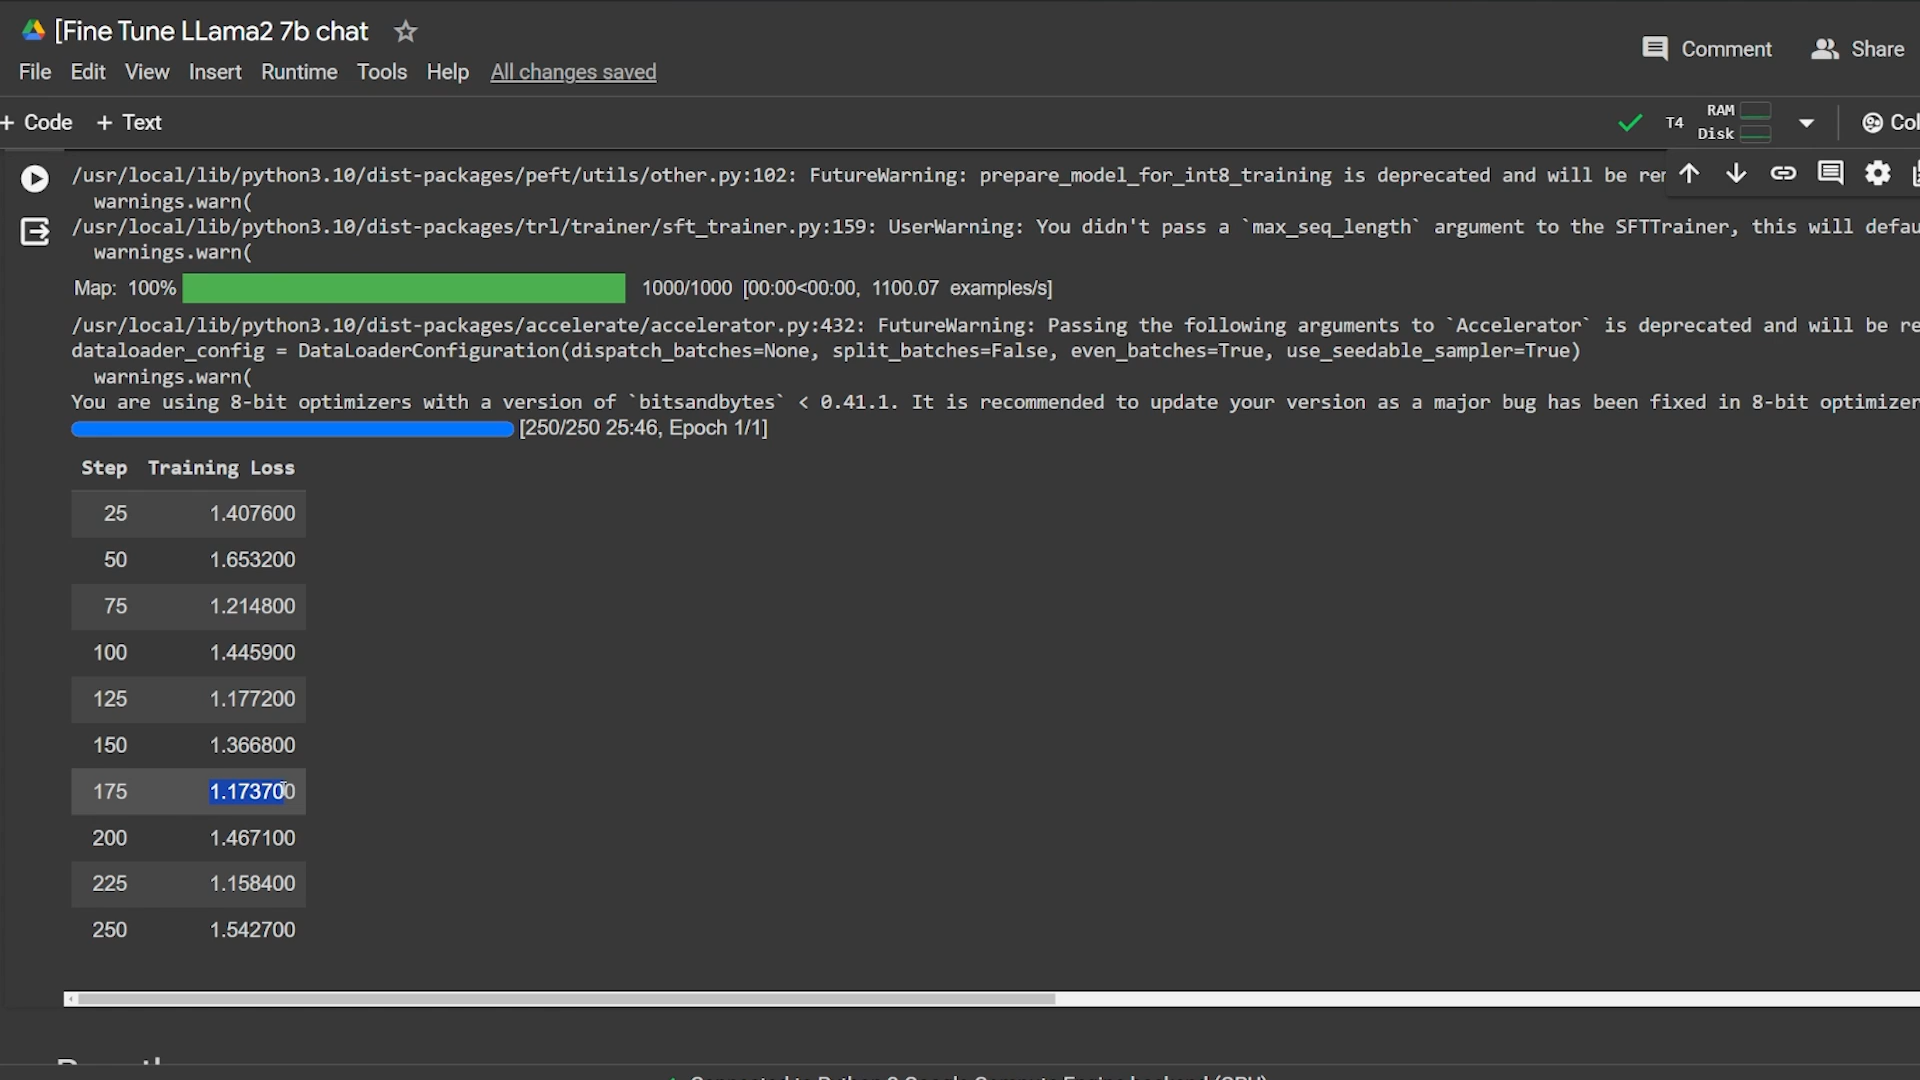 [Fine Tune LLama2 7b chat
Comment Share
File Edit View Insert Runtime Tools Help All changes saved
+ Code + Text
T4 RAM
Disk
/usr/local/lib/python3.10/dist-packages/peft/utils/other.py:102: FutureWarning: prepare_model_for_int8_training is deprecated and will be
warnings.warn(
/usr/local/lib/python3.10/dist-packages/trl/trainer/sft_trainer.py:159: UserWarning: You didn't pass a `max_seq_length` argument to the SFTTrainer, this will defau
warnings.warn(
Map: 100% 1000/1000 [00:00<00:00, 1100.07 examples/s]
/usr/local/lib/python3.10/dist-packages/accelerate/accelerator.py:432: FutureWarning: Passing the following arguments to `Accelerator` is deprecated and will be re
dataloader_config = DataLoaderConfiguration(dispatch_batches=None, split_batches=False, even_batches=True, use_seedable_sampler=True)
warnings.warn(
You are using 8-bit optimizers with a version of `bitsandbytes` < 0.41.1. It is recommended to update your version as a major bug has been fixed in 8-bit optimizer
[250/250 25:46, Epoch 1/1]
Step Training Loss
25 1.407600
50 1.653200
75 1.214800
100 1.445900
125 1.177200
150 1.366800
175 1.173700
200 1.467100
225 1.158400
250 1.542700